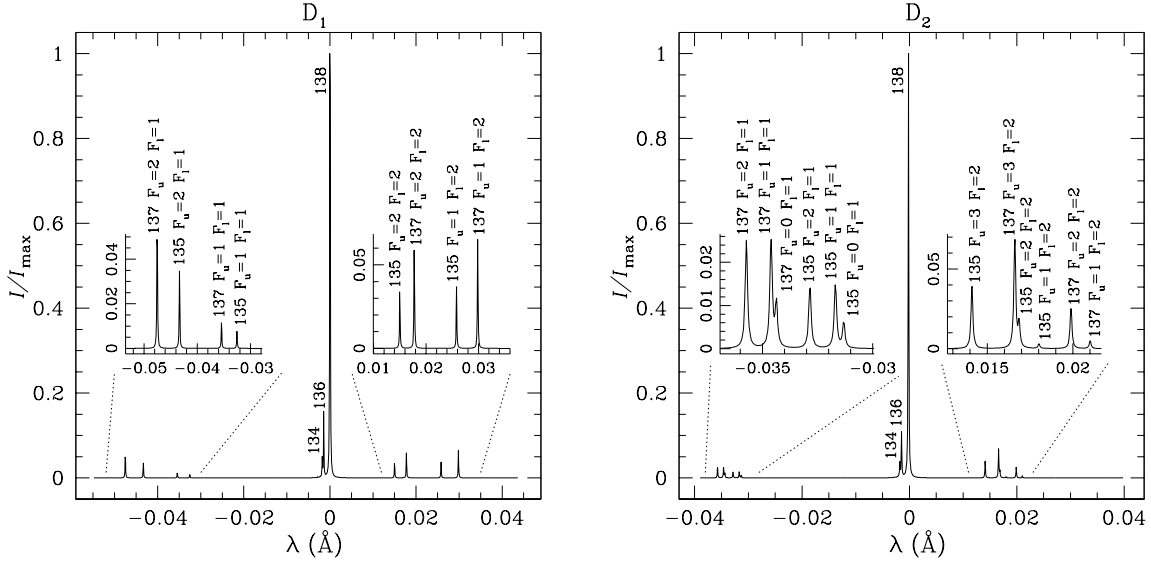 D₁
I/Imax
1
0.8
0.6
0.4
0.2
0
138
136
134
137 Fᵤ=2 Fₗ=1
135 Fᵤ=2 Fₗ=1
137 Fᵤ=1 Fₗ=1
135 Fᵤ=1 Fₗ=1
0.04
0.02
0
−0.05 −0.04 −0.03
135 Fᵤ=2 Fₗ=2
137 Fᵤ=2 Fₗ=2
135 Fᵤ=1 Fₗ=2
137 Fᵤ=1 Fₗ=2
0.05
0
0.01 0.02 0.03
−0.04 −0.02 0 0.02 0.04
λ (Å)
D₂
I/Imax
1
0.8
0.6
0.4
0.2
0
138
136
134
137 Fᵤ=2 Fₗ=1
137 Fᵤ=1 Fₗ=1
137 Fᵤ=0 Fₗ=1
135 Fᵤ=2 Fₗ=1
135 Fᵤ=1 Fₗ=1
135 Fᵤ=0 Fₗ=1
0.02
0.01
0
−0.035 −0.03
135 Fᵤ=3 Fₗ=2
137 Fᵤ=3 Fₗ=2
135 Fᵤ=2 Fₗ=2
135 Fᵤ=1 Fₗ=2
137 Fᵤ=2 Fₗ=2
137 Fᵤ=1 Fₗ=2
0.05
0
0.015 0.02
−0.04 −0.02 0 0.02 0.04
λ (Å)